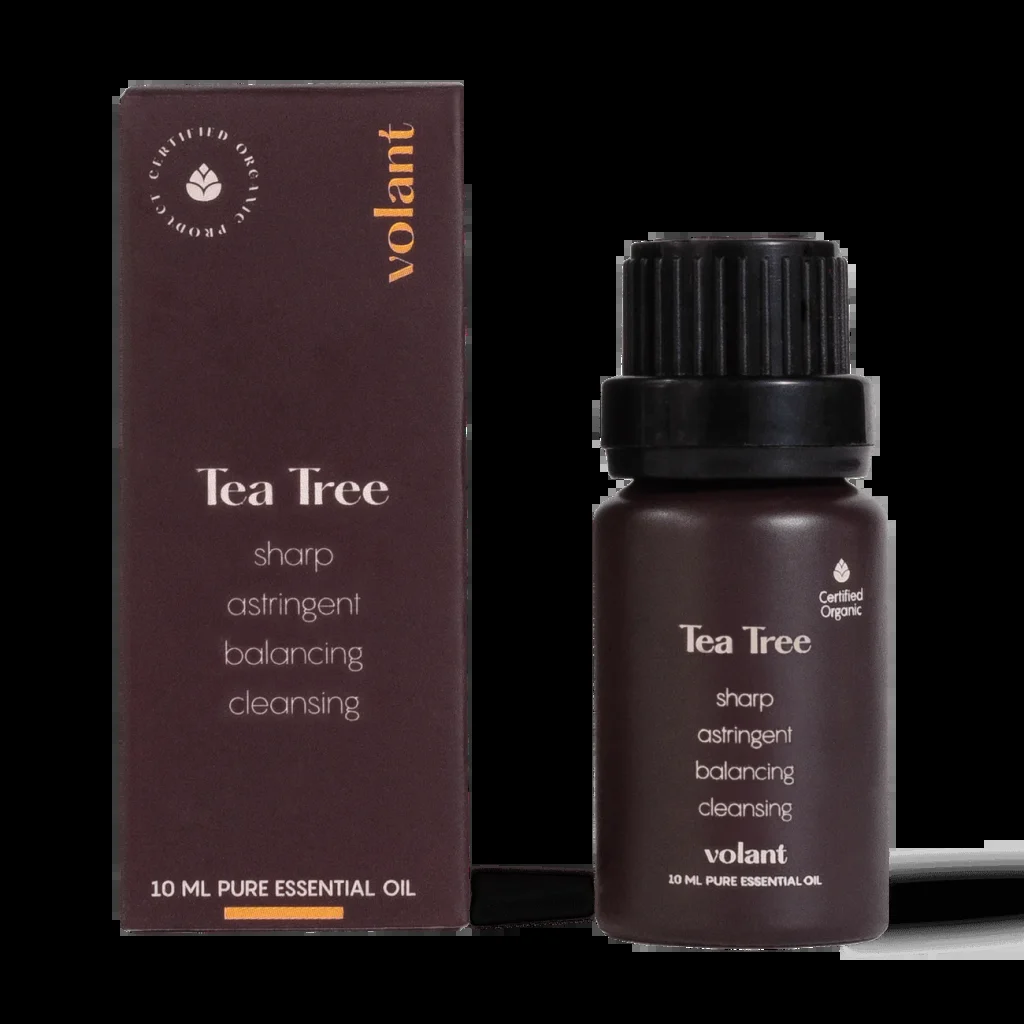 CERTIFIED ORGANIC PRODUCT
volant
Tea Tree
sharp
astringent
balancing
cleansing
10 ML PURE ESSENTIAL OIL
Certified
Organic
Tea Tree
sharp
astringent
balancing
cleansing
volant
10 ML PURE ESSENTIAL OIL